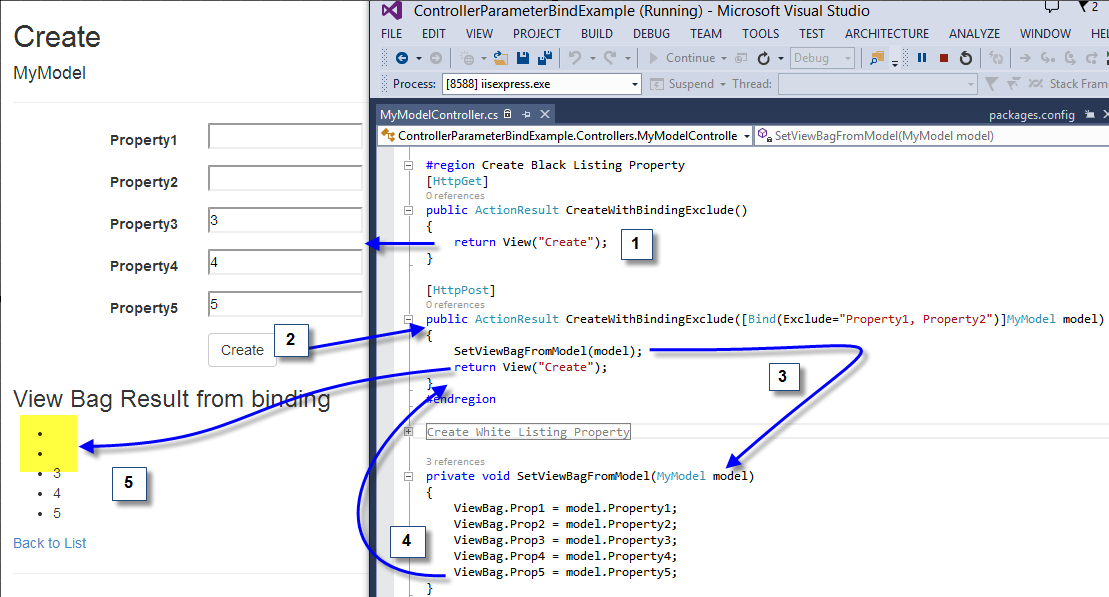 Create
MyModel
Property1
Property2
Property3 3
Property4 4
Property5 5
Create
2
View Bag Result from binding
3
4
5
5
Back to List
ControllerParameterBindExample (Running) - Microsoft Visual Studio
2
FILE EDIT VIEW PROJECT BUILD DEBUG TEAM TOOLS TEST ARCHITECTURE ANALYZE WINDOW HEL
Continue Debug
Process: [8588] iisexpress.exe Suspend Thread: Stack Fram
MyModelController.cs packages.config
ControllerParameterBindExample.Controllers.MyModelControlle SetViewBagFromModel(MyModel model)
#region Create Black Listing Property
[HttpGet]
0 references
public ActionResult CreateWithBindingExclude()
{
return View("Create");
1
}
[HttpPost]
0 references
public ActionResult CreateWithBindingExclude([Bind(Exclude="Property1, Property2")]MyModel model)
{
SetViewBagFromModel(model);
return View("Create");
3
}
#endregion
Create White Listing Property
3 references
private void SetViewBagFromModel(MyModel model)
{
ViewBag.Prop1 = model.Property1;
ViewBag.Prop2 = model.Property2;
ViewBag.Prop3 = model.Property3;
4
ViewBag.Prop4 = model.Property4;
ViewBag.Prop5 = model.Property5;
}